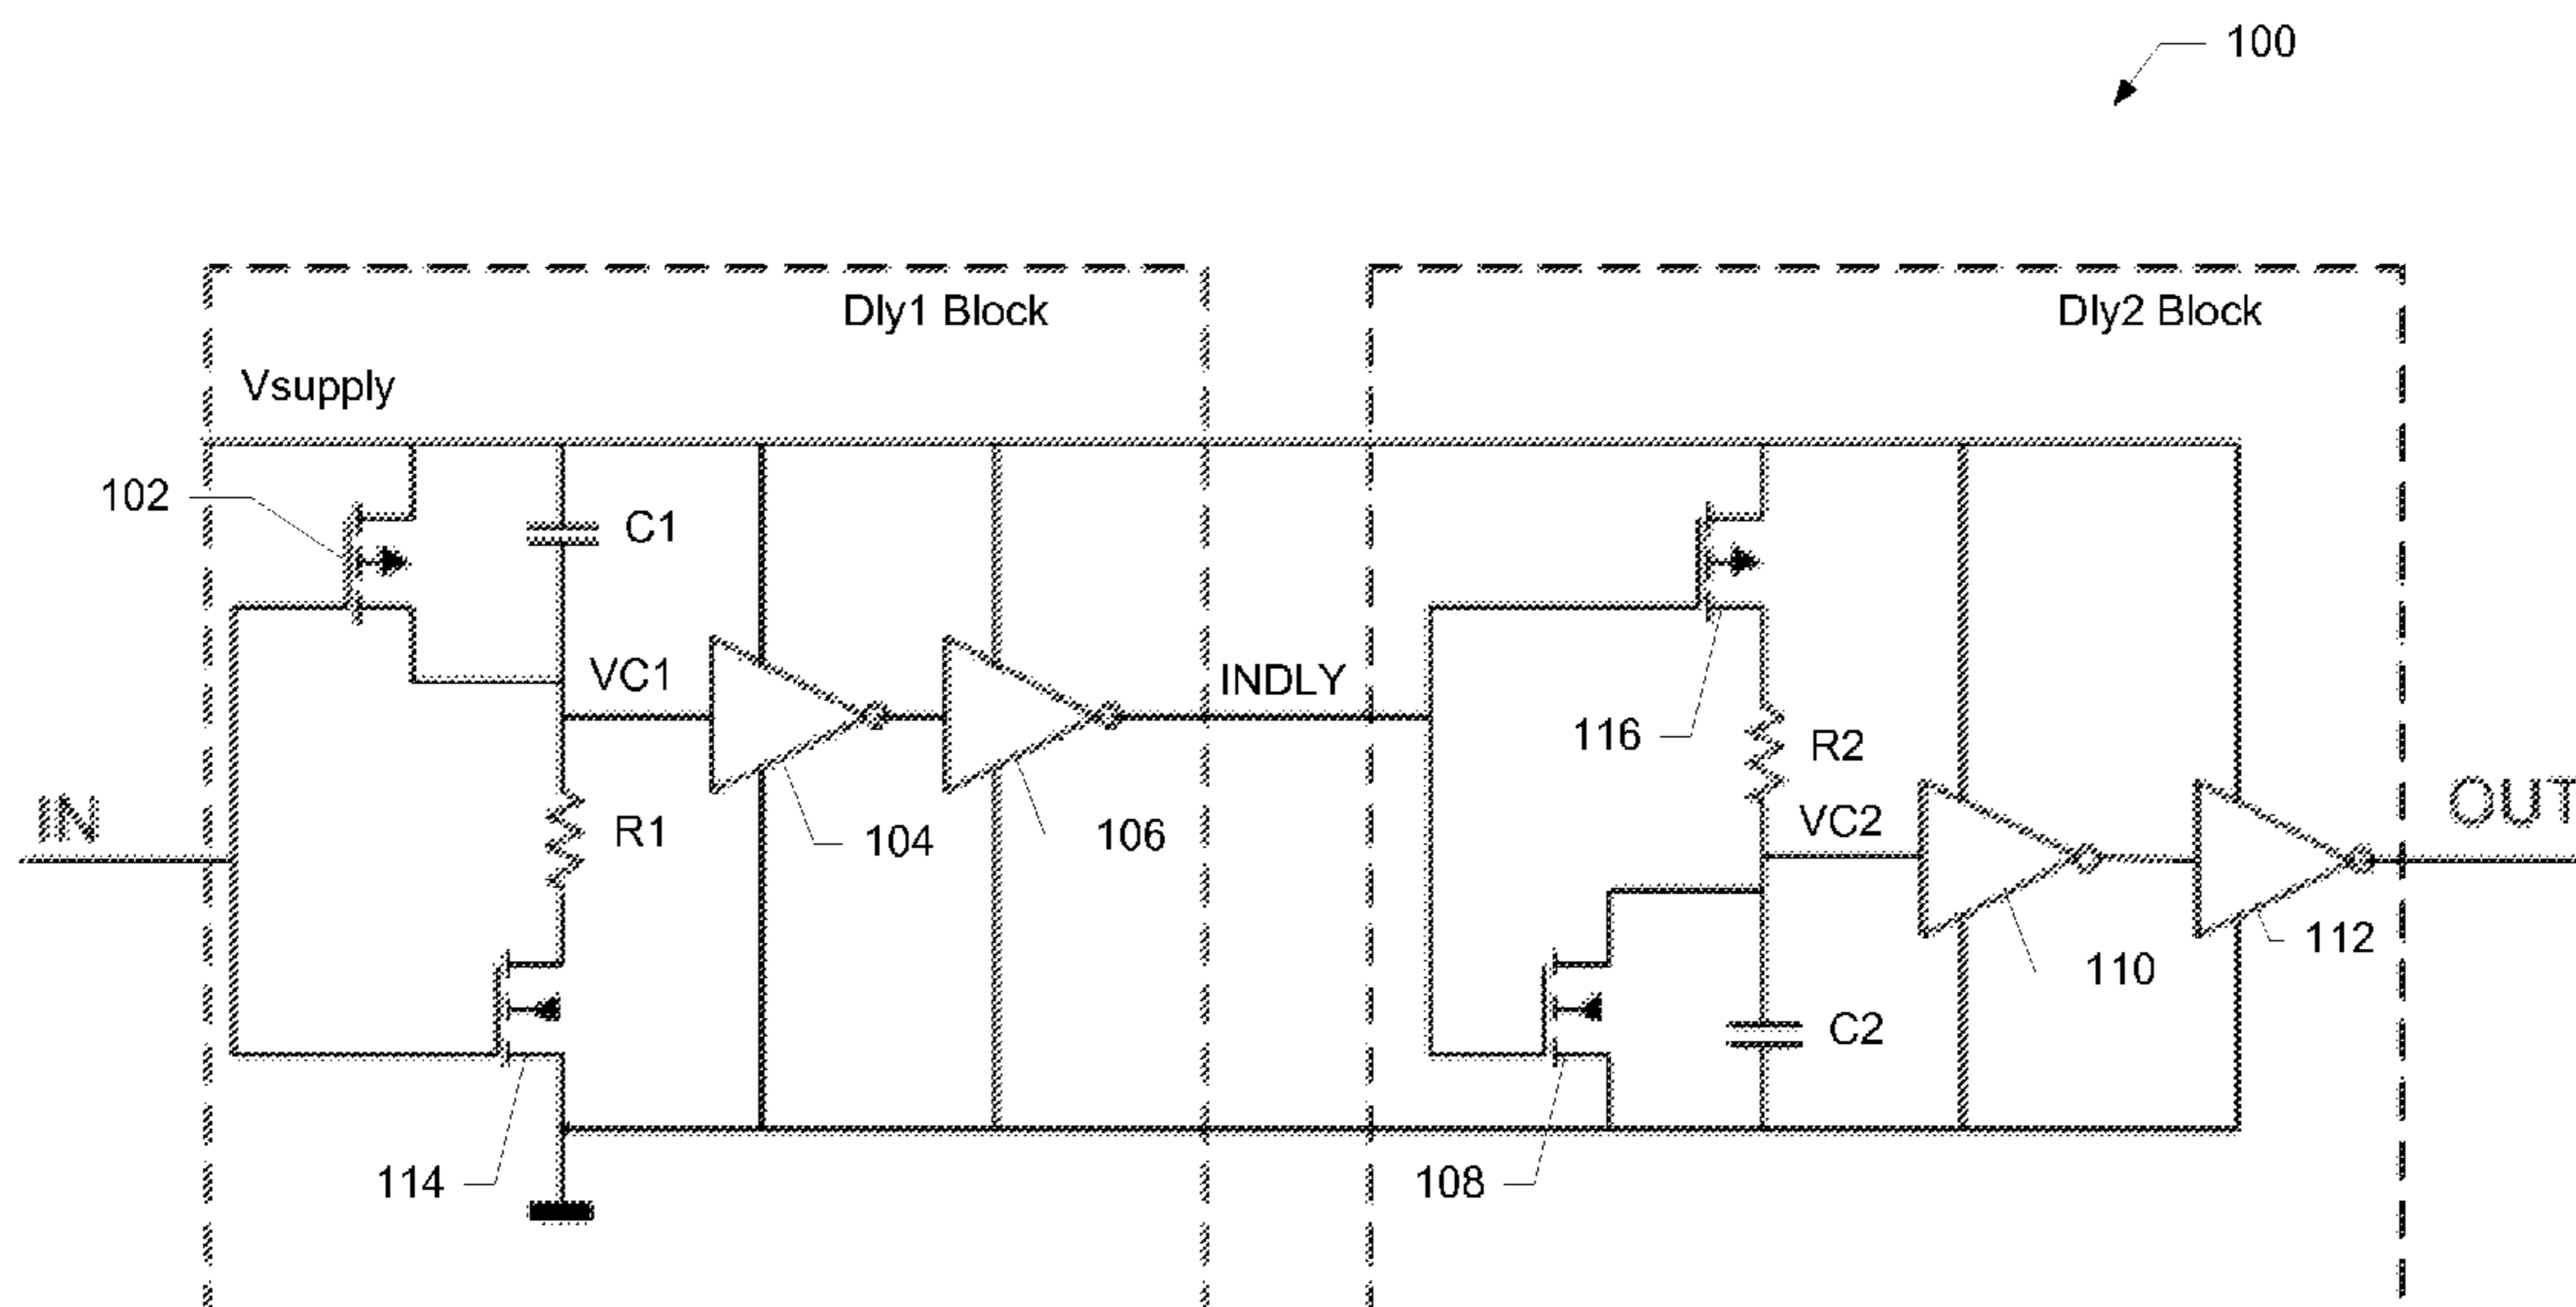 100
Dly1 Block
Dly2 Block
Vsupply
102
C1
VC1
INDLY
116
R2
IN
R1
104
106
VC2
OUT
110
112
C2
114
108